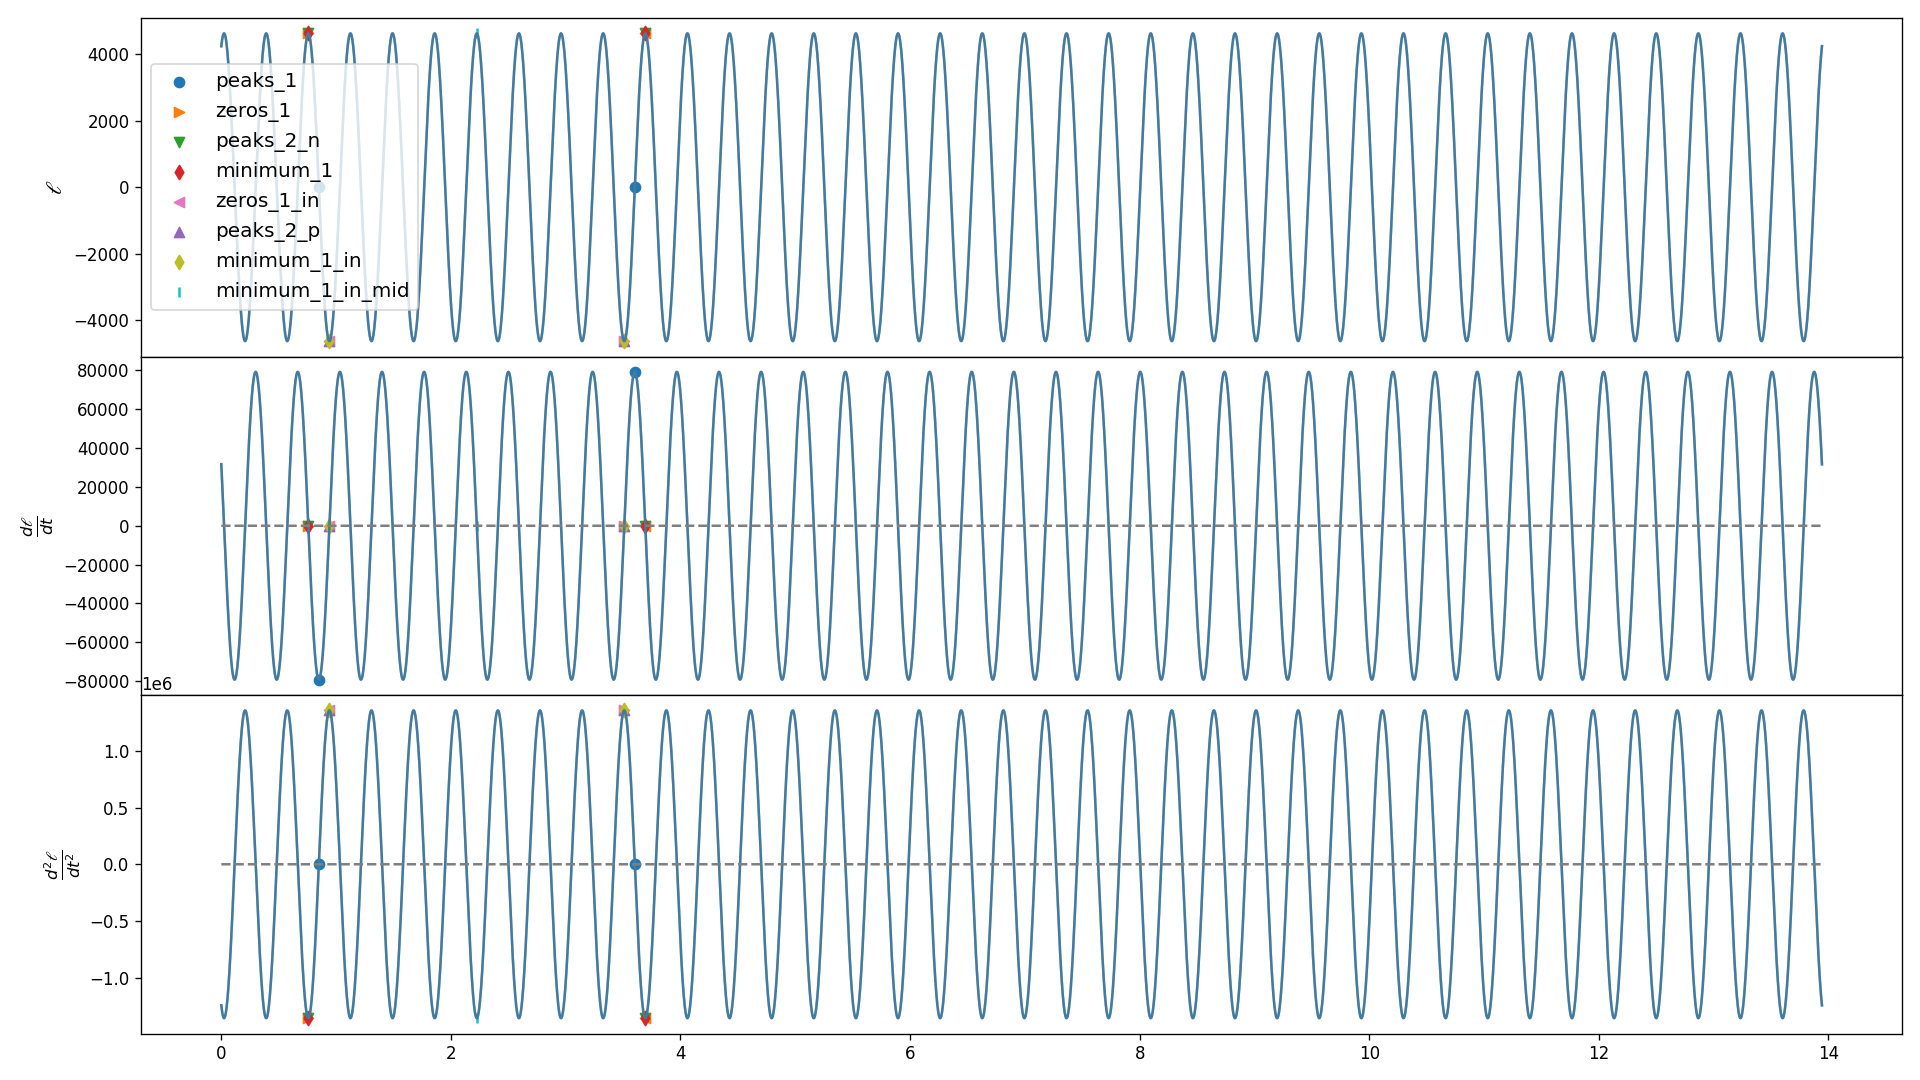 4000
2000
0
−2000
−4000
ℓ
peaks_1
zeros_1
peaks_2_n
minimum_1
zeros_1_in
peaks_2_p
minimum_1_in
minimum_1_in_mid
80000
60000
40000
20000
0
−20000
−40000
−60000
−80000
dℓ
dt
1e6
1.0
0.5
0.0
−0.5
−1.0
d²ℓ
dt²
0 2 4 6 8 10 12 14